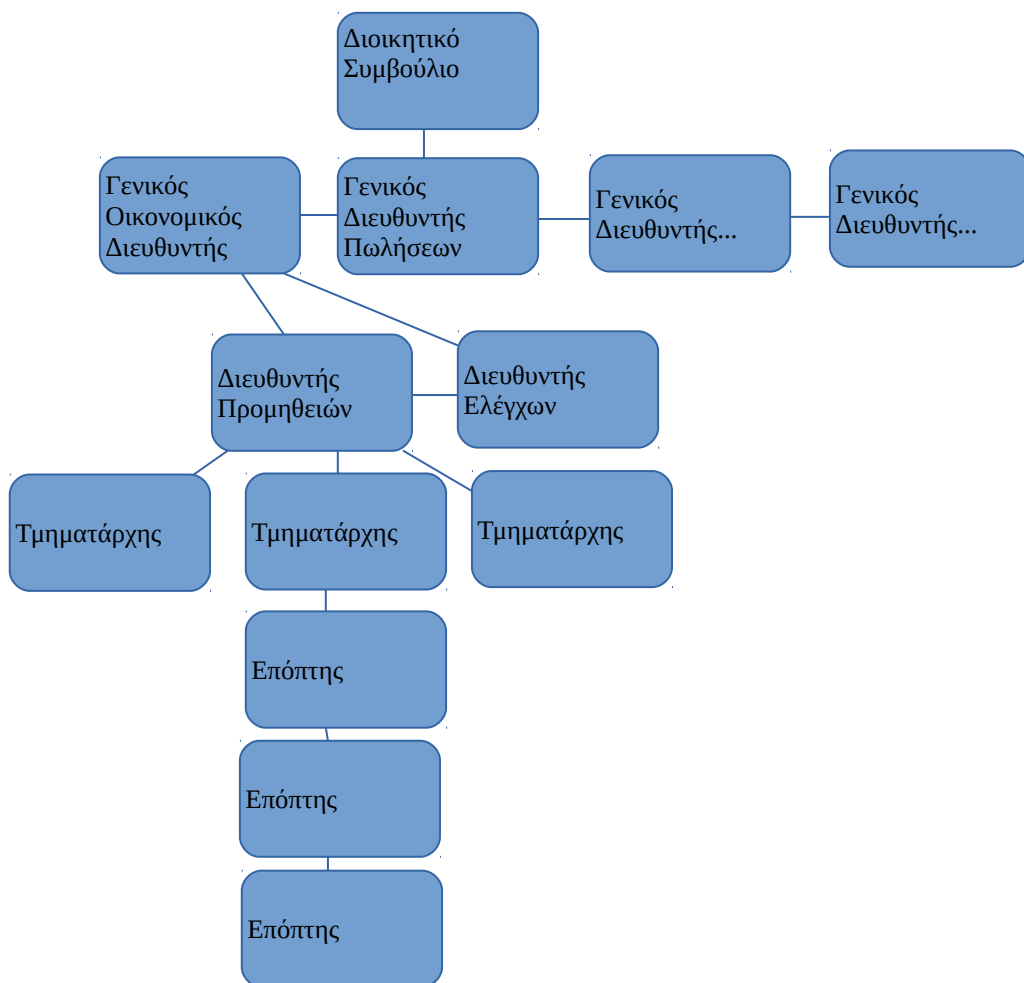 Διοικητικό
Συμβούλιο
Γενικός
Οικονομικός
Διευθυντής
Γενικός
Διευθυντής
Πωλήσεων
Γενικός
Διευθυντής...
Γενικός
Διευθυντής...
Διευθυντής
Προμηθειών
Διευθυντής
Ελέγχων
Τμηματάρχης
Τμηματάρχης
Τμηματάρχης
Επόπτης
Επόπτης
Επόπτης